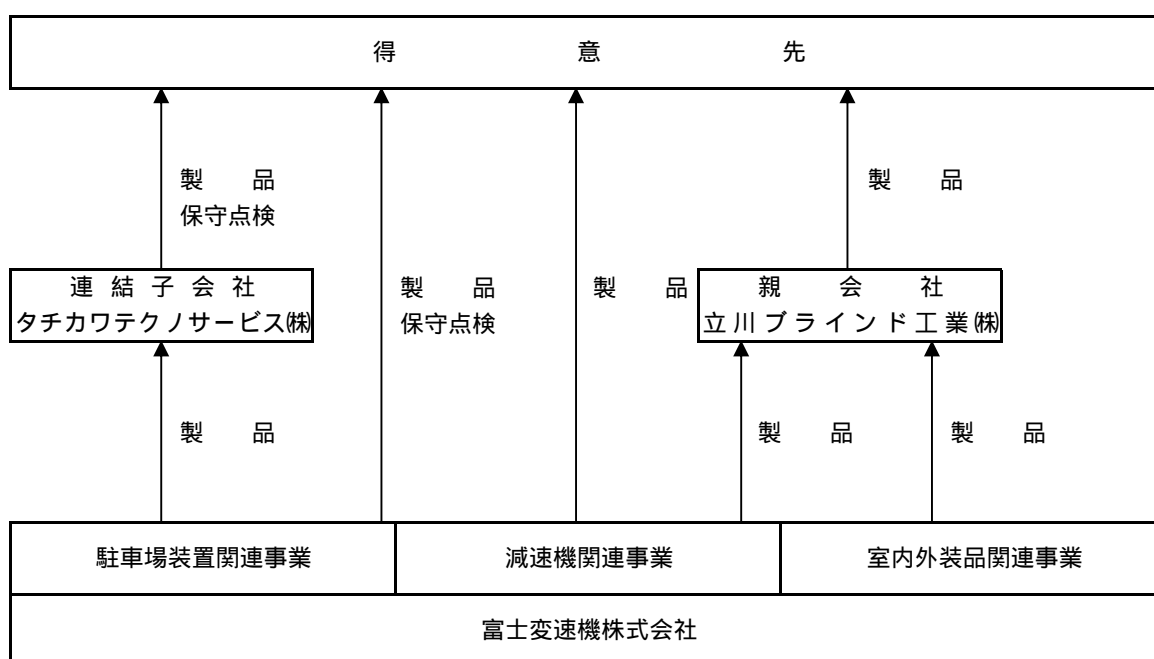 得意先
製品
保守点検
製品
連結子会社
タチカワテクノサービス㈱
製品
保守点検
製品
親会社
立川ブラインド工業㈱
製品
製品
製品
駐車場装置関連事業
減速機関連事業
室内外装品関連事業
富士変速機株式会社